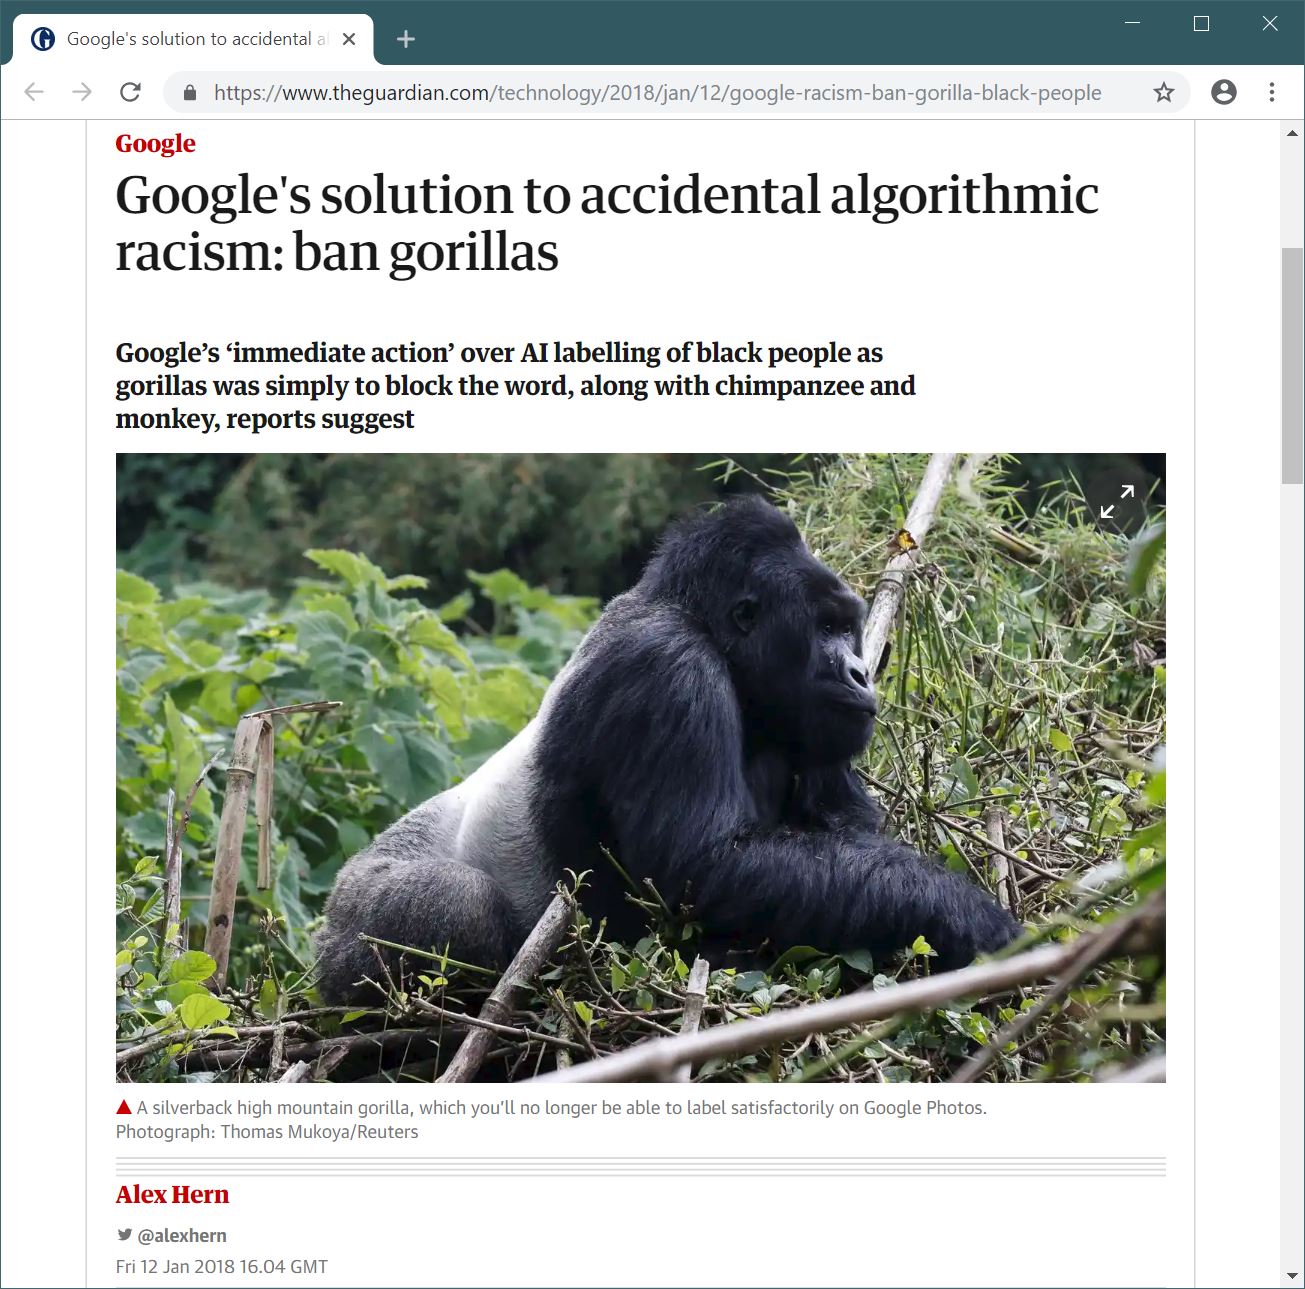 Google's solution to accidental al
https://www.theguardian.com/technology/2018/jan/12/google-racism-ban-gorilla-black-people
Google
Google's solution to accidental algorithmic
racism: ban gorillas
Google’s ‘immediate action’ over AI labelling of black people as
gorillas was simply to block the word, along with chimpanzee and
monkey, reports suggest
A silverback high mountain gorilla, which you’ll no longer be able to label satisfactorily on Google Photos.
Photograph: Thomas Mukoya/Reuters
Alex Hern
@alexhern
Fri 12 Jan 2018 16.04 GMT